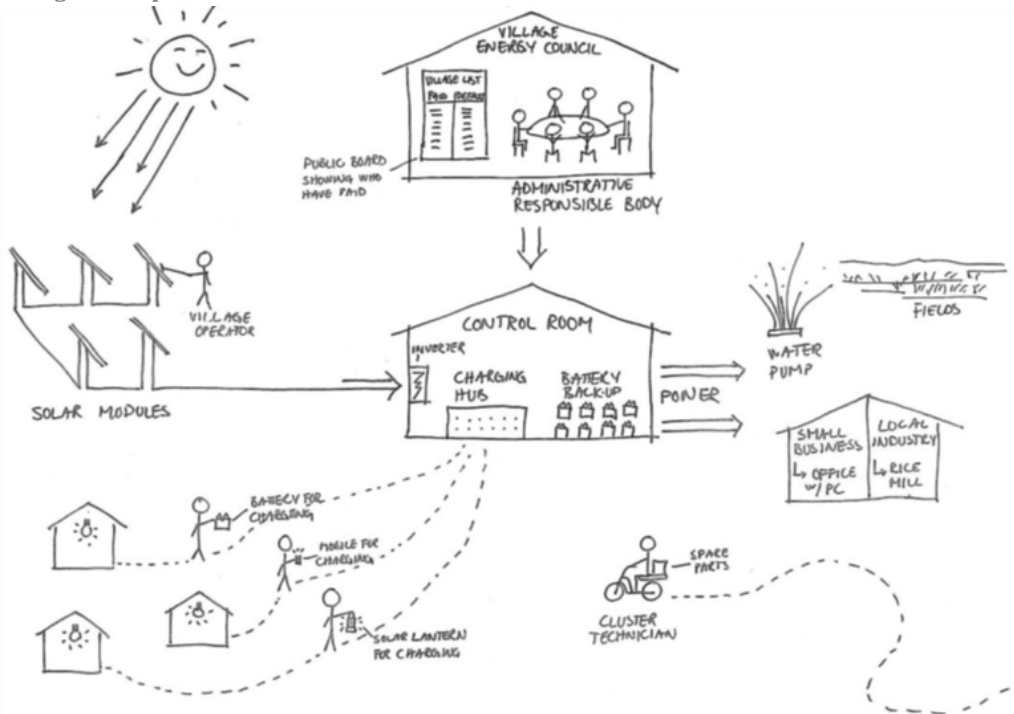 VILLAGE
ENERGY COUNCIL
VILLAGE LIST
PAID
PUBLIC BOARD
SHOWING WHO
HAVE PAID
ADMINISTRATIVE
RESPONSIBLE BODY
VILLAGE
OPERATOR
SOLAR MODULES
CONTROL ROOM
INVERTER
CHARGING
HUB
BATTERY
BACK-UP
POWER
WATER
PUMP
FIELDS
SMALL
BUSINESS
↳ OFFICE
W/PC
LOCAL
INDUSTRY
↳ RICE
MILL
BATTERY FOR
CHARGING
MOBILE FOR
CHARGING
SOLAR LANTERN
FOR CHARGING
SPARE
PARTS
CLUSTER
TECHNICIAN